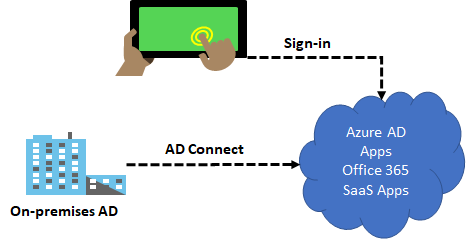 Sign-in
Azure AD
Apps
Office 365
SaaS Apps
AD Connect
On-premises AD